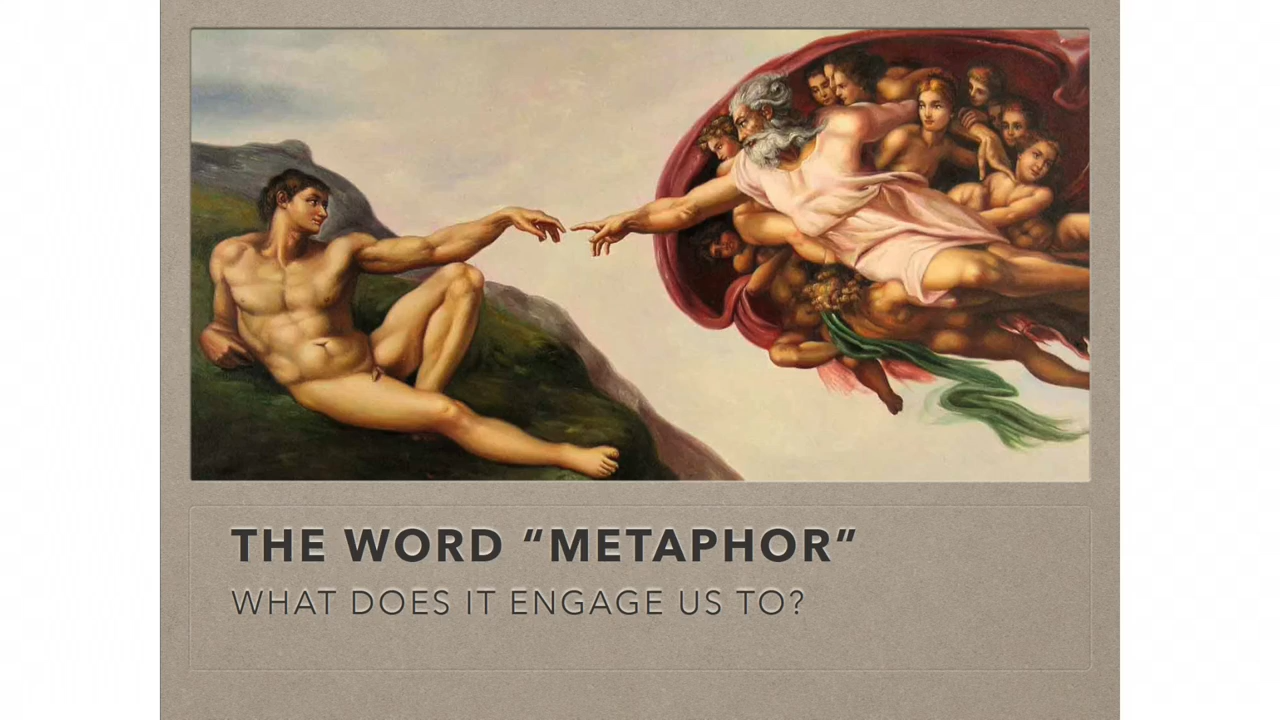 THE WORD “METAPHOR”
WHAT DOES IT ENGAGE US TO?